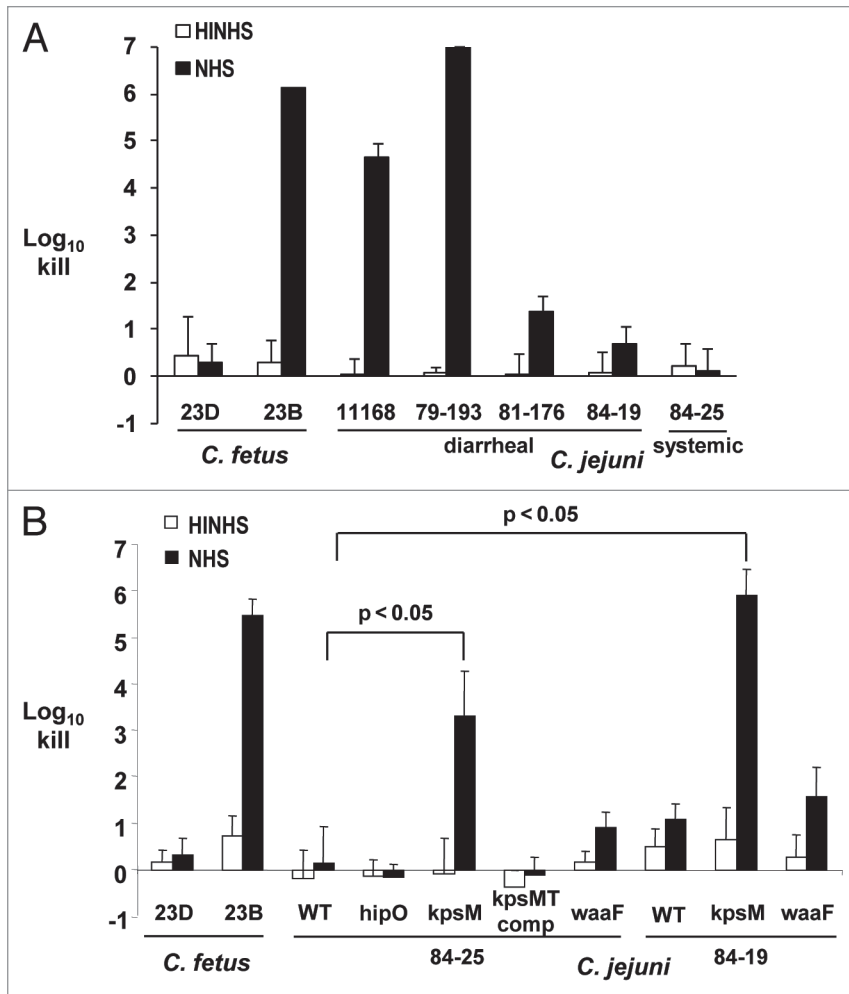 A
HINHS
NHS
7
6
5
4
3
2
1
0
-1
Log10
kill
23D 23B 11168 79-193 81-176 84-19 84-25
diarrheal systemic
C. fetus C. jejuni
B
HINHS
NHS
p < 0.05
p < 0.05
7
6
5
4
3
2
1
0
-1
Log10
kill
23D 23B WT hipO kpsM kpsMT comp waaF WT kpsM waaF
84-25 84-19
C. fetus C. jejuni